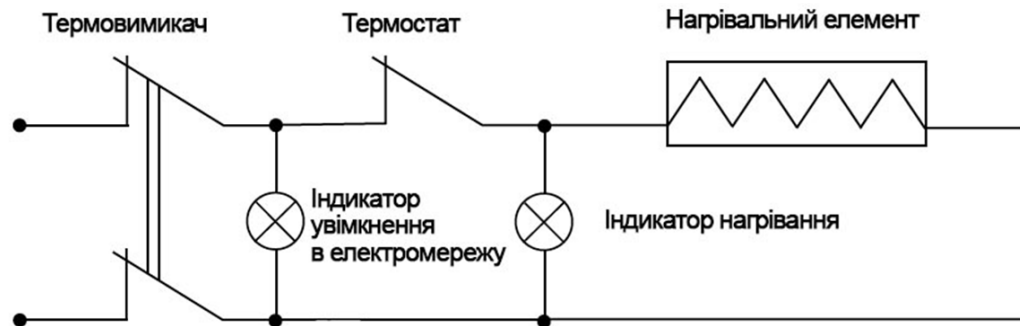 Термовимикач
Термостат
Нагрівальний елемент
Індикатор
увімкнення
в електромережу
Індикатор нагрівання